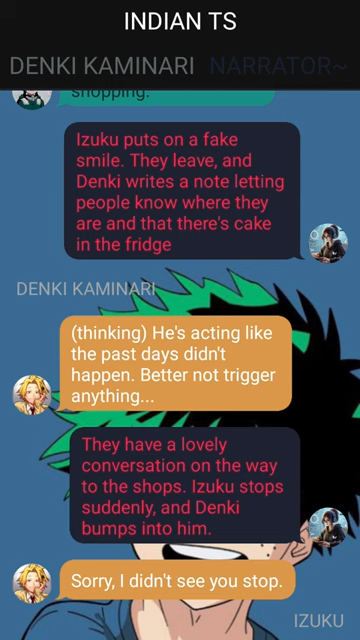 INDIAN TS
DENKI KAMINARI NARRATOR~
shopping.
Izuku puts on a fake
smile. They leave, and
Denki writes a note letting
people know where they
are and that there's cake
in the fridge
DENKI KAMINARI
(thinking) He's acting like
the past days didn't
happen. Better not trigger
anything...
They have a lovely
conversation on the way
to the shops. Izuku stops
suddenly, and Denki
bumps into him.
Sorry, I didn't see you stop.
IZUKU